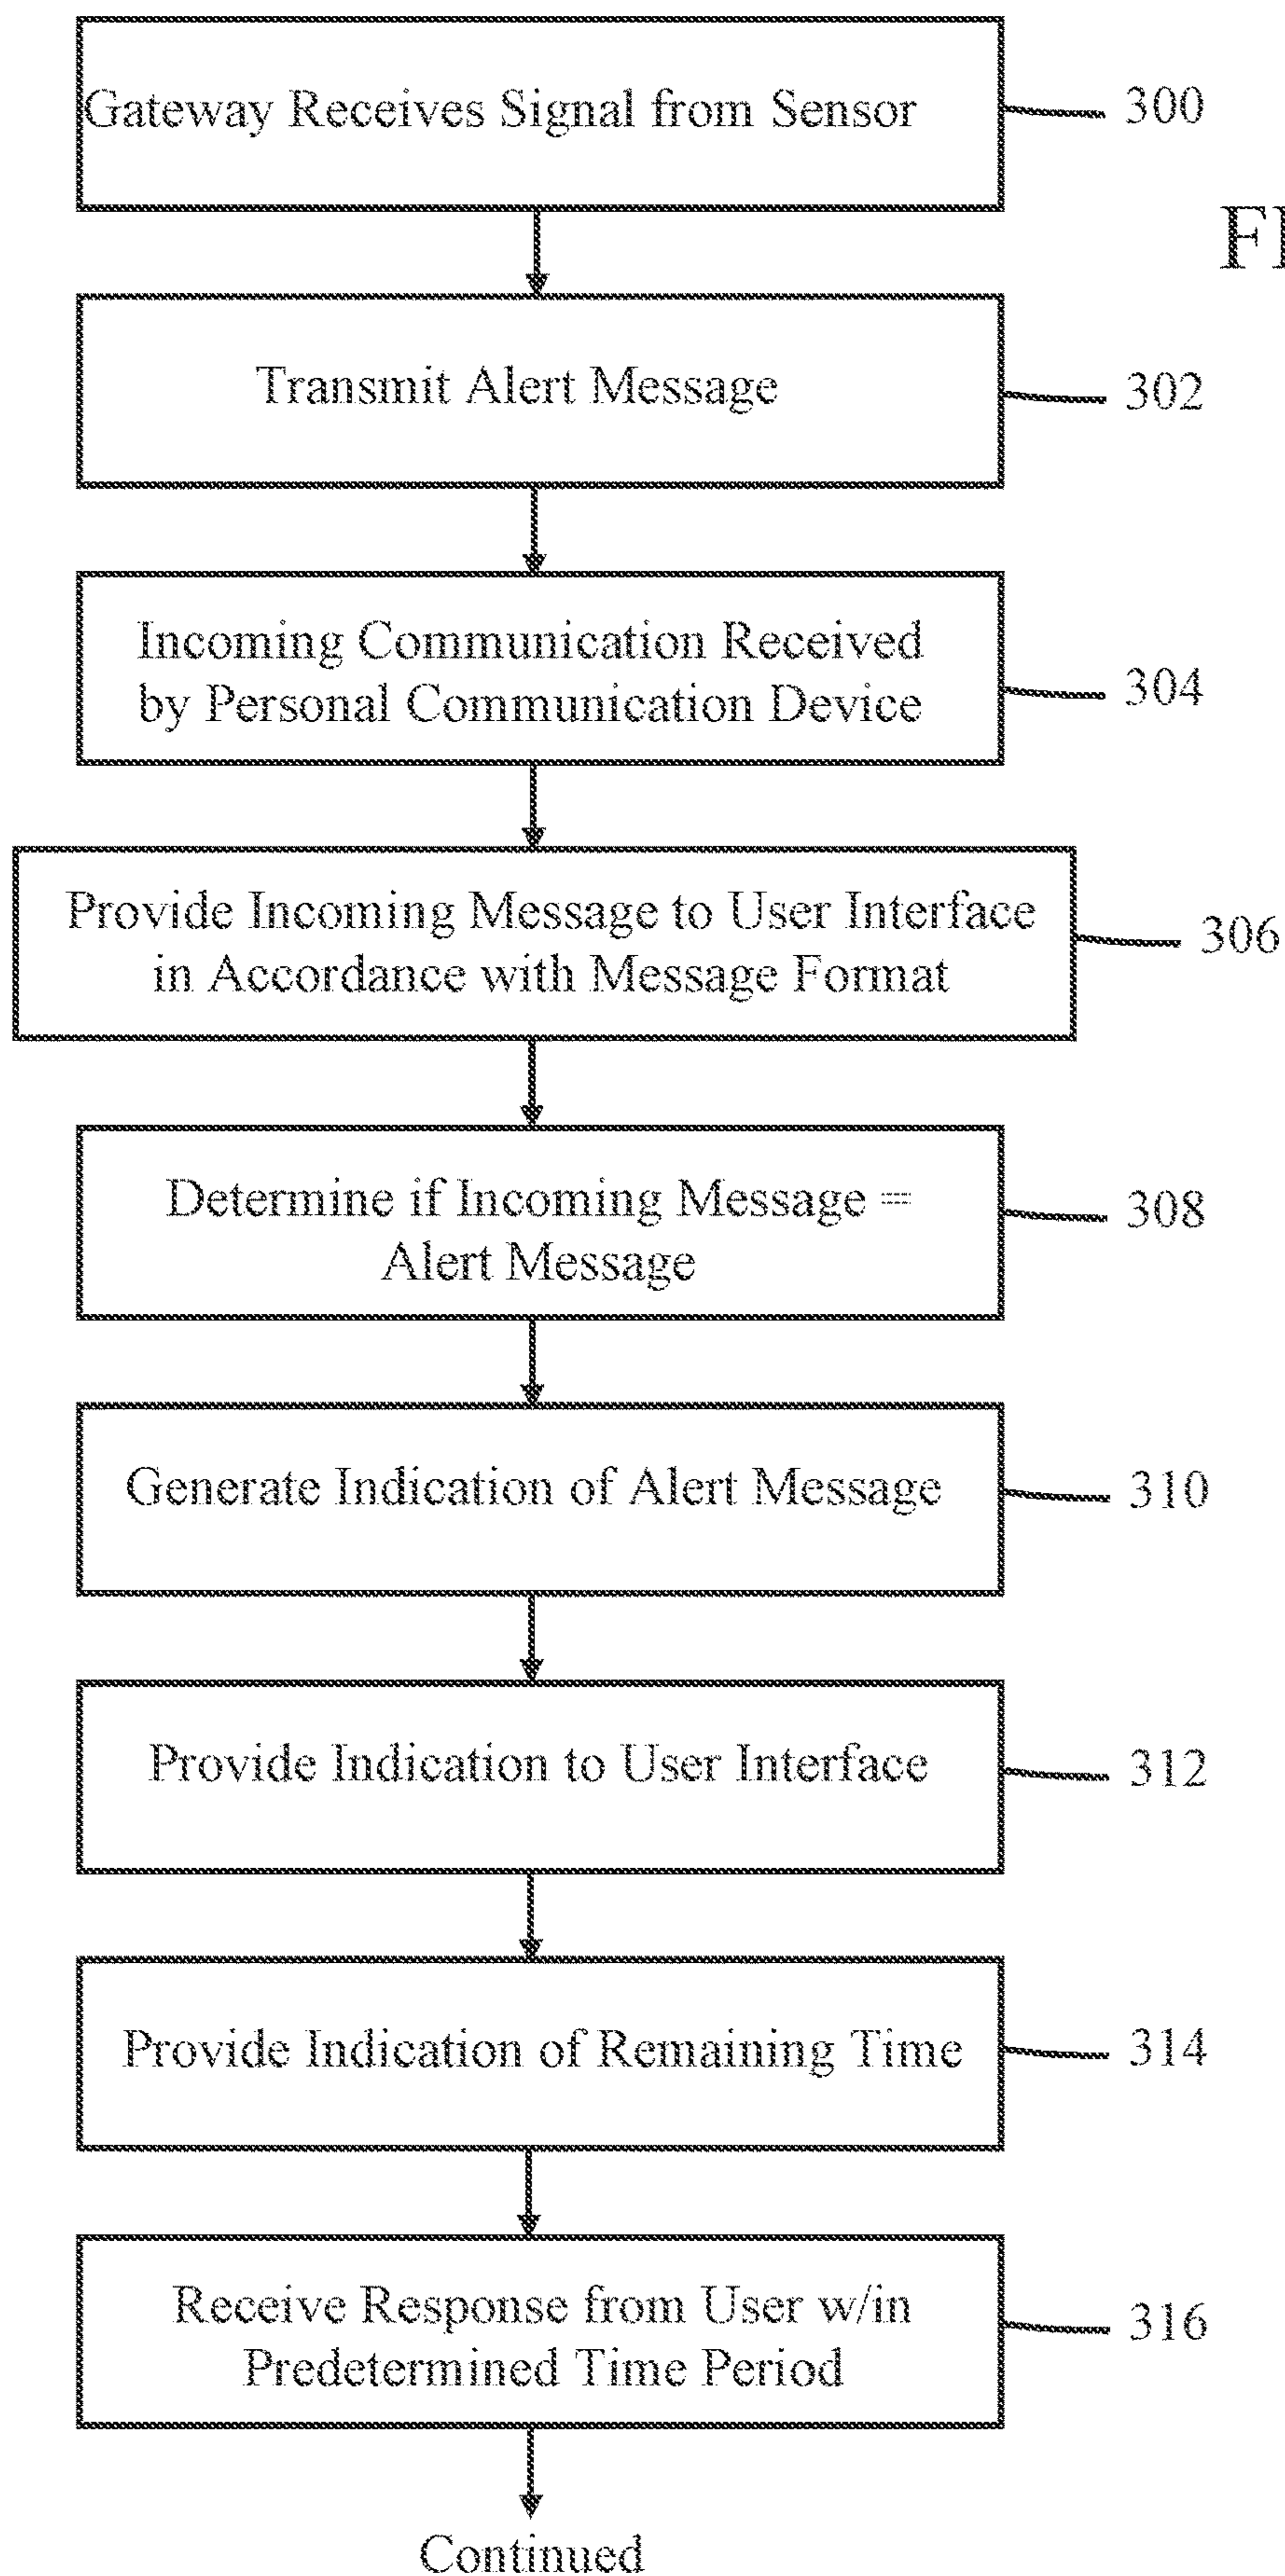 Gateway Receives Signal from Sensor
300
FI
Transmit Alert Message
302
Incoming Communication Received
by Personal Communication Device
304
Provide Incoming Message to User Interface
in Accordance with Message Format
306
Determine if Incoming Message =
Alert Message
308
Generate Indication of Alert Message
310
Provide Indication to User Interface
312
Provide Indication of Remaining Time
314
Receive Response from User w/in
Predetermined Time Period
316
Continued